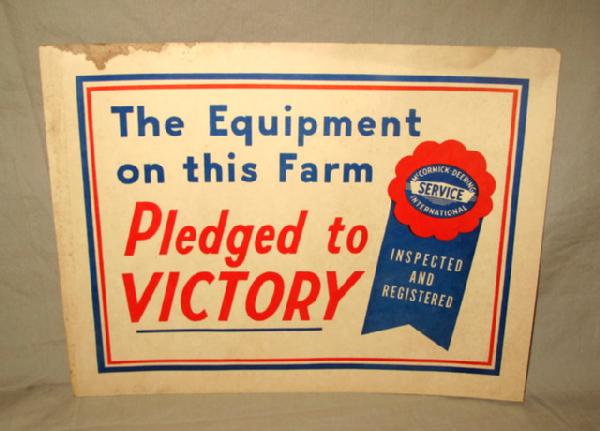 The Equipment
on this Farm
Pledged to
VICTORY
McCORMICK-DEERING
SERVICE
INTERNATIONAL
INSPECTED
AND
REGISTERED